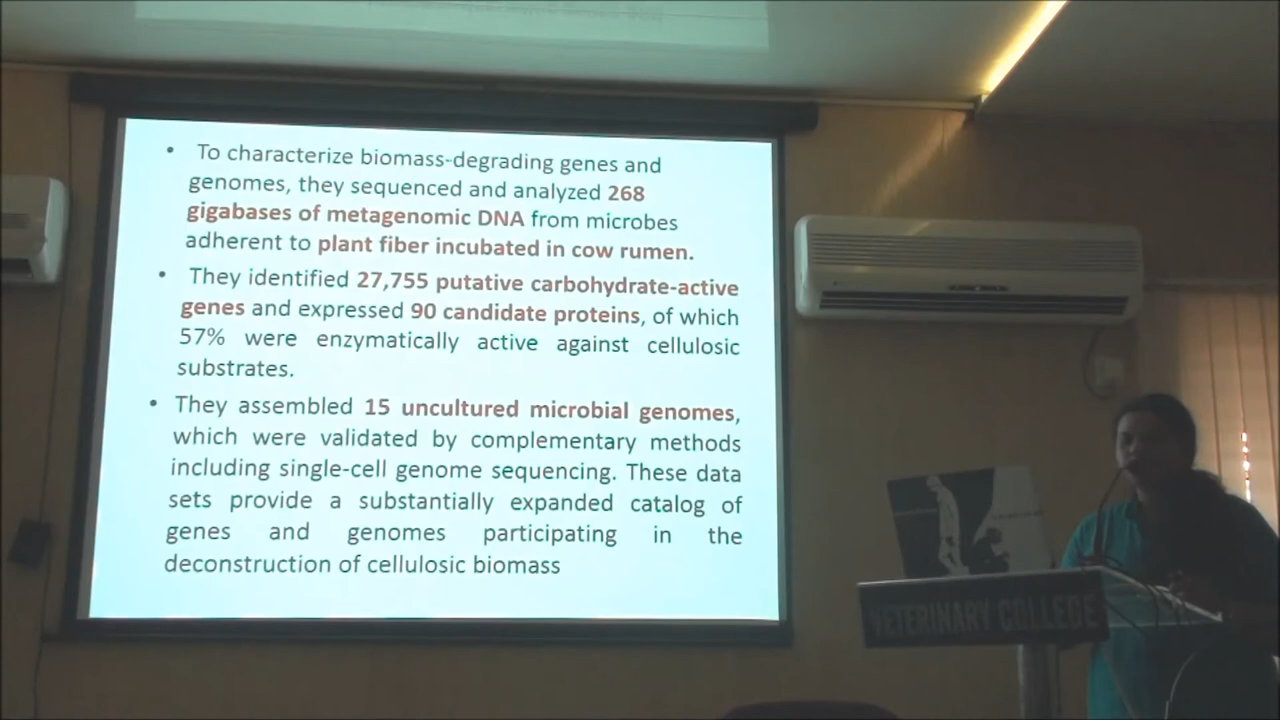 • To characterize biomass-degrading genes and
genomes, they sequenced and analyzed 268
gigabases of metagenomic DNA from microbes
adherent to plant fiber incubated in cow rumen.
• They identified 27,755 putative carbohydrate-active
genes and expressed 90 candidate proteins, of which
57% were enzymatically active against cellulosic
substrates.
• They assembled 15 uncultured microbial genomes,
which were validated by complementary methods
including single-cell genome sequencing. These data
sets provide a substantially expanded catalog of
genes and genomes participating in the
deconstruction of cellulosic biomass
VETERINARY COLLEGE